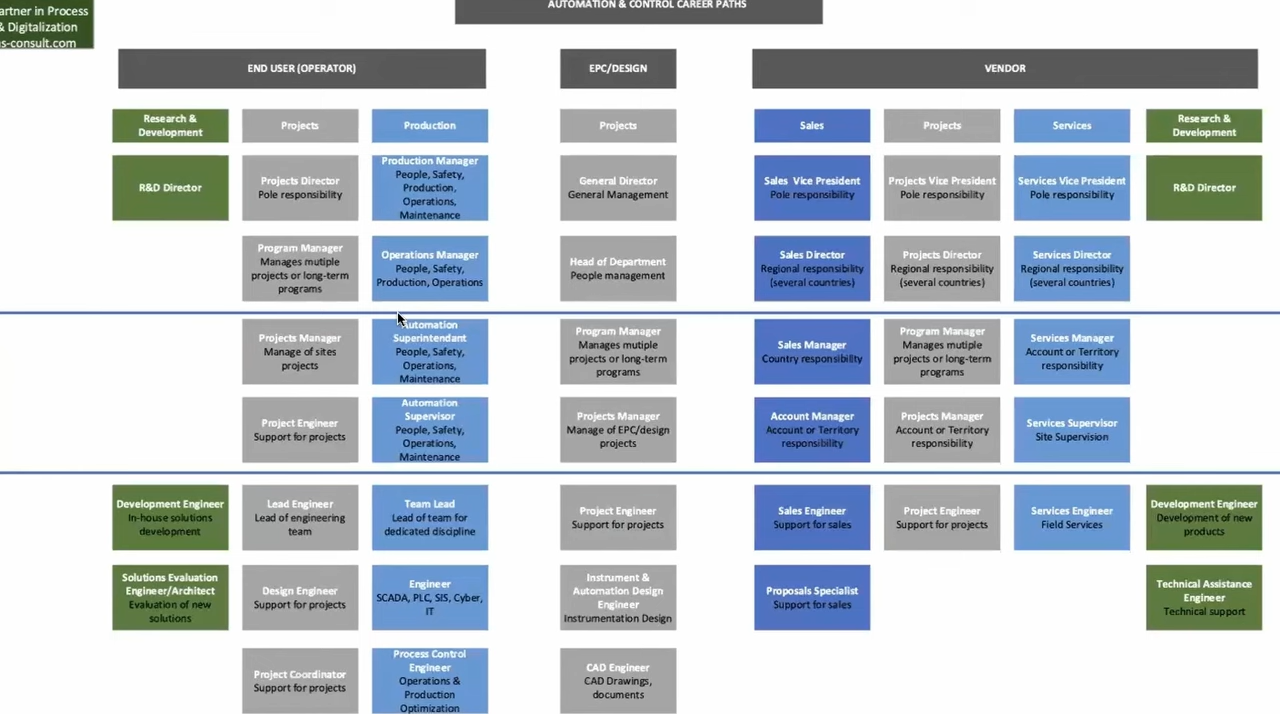 artner in Process
& Digitalization
s-consult.com
AUTOMATION & CONTROL CAREER PATHS
END USER (OPERATOR)
EPC/DESIGN
VENDOR
Research &
Development
Projects
Production
Projects
Sales
Projects
Services
Research &
Development
R&D Director
Projects Director
Pole responsibility
Production Manager
People, Safety,
Production,
Operations,
Maintenance
General Director
General Management
Sales Vice President
Pole responsibility
Projects Vice President
Pole responsibility
Services Vice President
Pole responsibility
R&D Director
Program Manager
Manages mutiple
projects or long-term
programs
Operations Manager
People, Safety,
Production, Operations
Head of Department
People management
Sales Director
Regional responsibility
(several countries)
Projects Director
Regional responsibility
(several countries)
Services Director
Regional responsibility
(several countries)
Projects Manager
Manage of sites
projects
Automation
Superintendant
People, Safety,
Operations,
Maintenance
Program Manager
Manages mutiple
projects or long-term
programs
Sales Manager
Country responsibility
Program Manager
Manages mutiple
projects or long-term
programs
Services Manager
Account or Territory
responsibility
Project Engineer
Support for projects
Automation
Supervisor
People, Safety,
Operations,
Maintenance
Projects Manager
Manage of EPC/design
projects
Account Manager
Account or Territory
responsibility
Projects Manager
Account or Territory
responsibility
Services Supervisor
Site Supervision
Development Engineer
In-house solutions
development
Lead Engineer
Lead of engineering
team
Team Lead
Lead of team for
dedicated discipline
Project Engineer
Support for projects
Sales Engineer
Support for sales
Project Engineer
Support for projects
Services Engineer
Field Services
Development Engineer
Development of new
products
Solutions Evaluation
Engineer/Architect
Evaluation of new
solutions
Design Engineer
Support for projects
Engineer
SCADA, PLC, SIS, Cyber,
IT
Instrument &
Automation Design
Engineer
Instrumentation Design
Proposals Specialist
Support for sales
Technical Assistance
Engineer
Technical support
Project Coordinator
Support for projects
Process Control
Engineer
Operations &
Production
Optimization
CAD Engineer
CAD Drawings,
documents